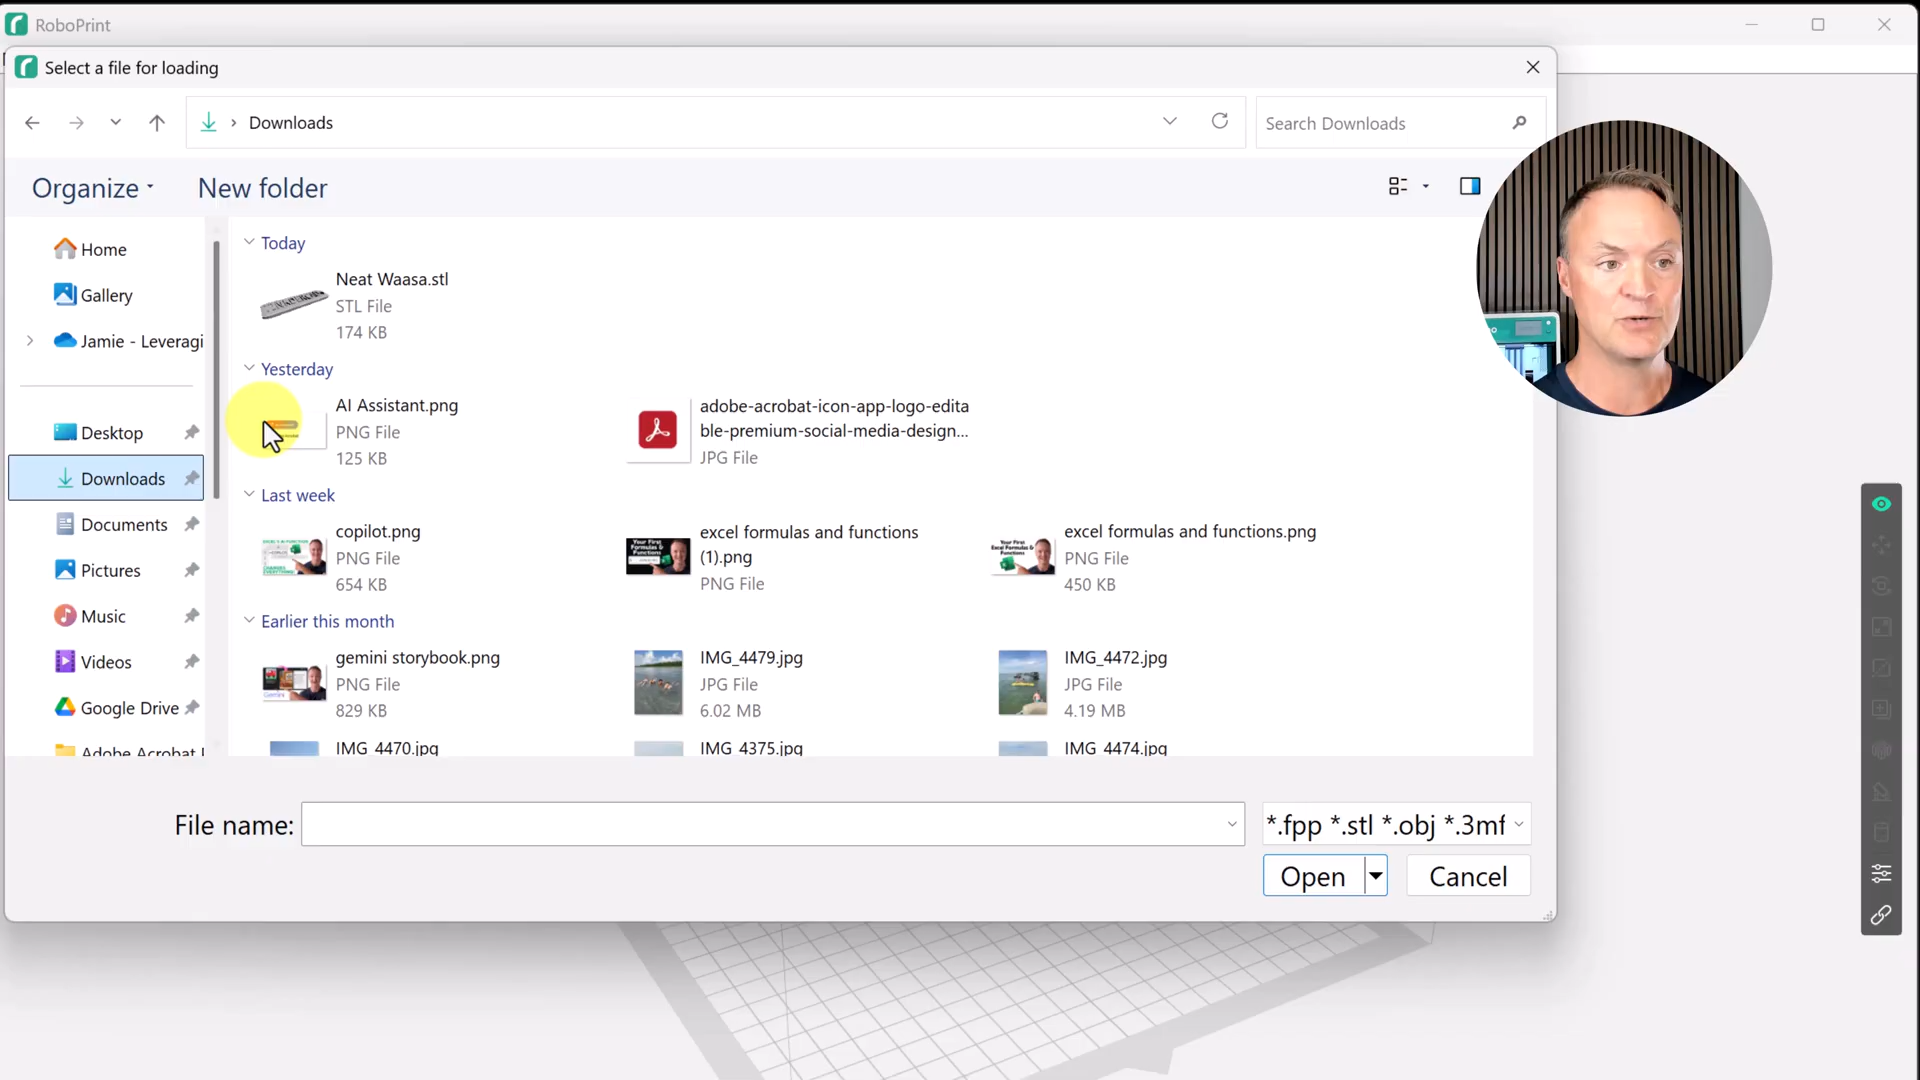 RoboPrint
Select a file for loading
Downloads
Search Downloads
Organize
New folder
Home
Gallery
Jamie - Leveragi
Desktop
Downloads
Documents
Pictures
Music
Videos
Google Drive
Adobe Acrobat
Today
Neat Waasa.stl
STL File
174 KB
Yesterday
AI Assistant.png
PNG File
125 KB
adobe-acrobat-icon-app-logo-edita
ble-premium-social-media-design...
JPG File
Last week
copilot.png
PNG File
654 KB
excel formulas and functions
(1).png
PNG File
excel formulas and functions.png
PNG File
450 KB
Earlier this month
gemini storybook.png
PNG File
829 KB
IMG_4479.jpg
JPG File
6.02 MB
IMG_4472.jpg
JPG File
4.19 MB
IMG_4470.jpg
IMG_4375.jpg
IMG_4474.jpg
File name:
*.fpp *.stl *.obj *.3mf
Open
Cancel